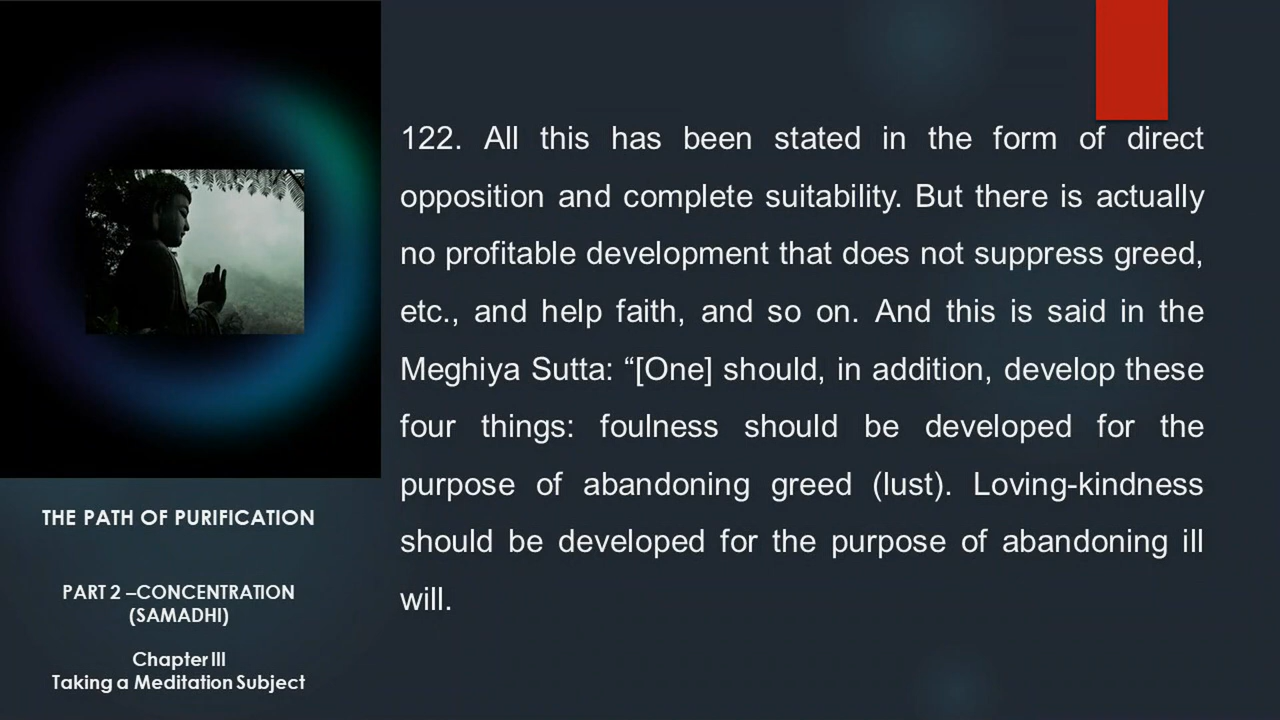 122. All this has been stated in the form of direct
opposition and complete suitability. But there is actually
no profitable development that does not suppress greed,
etc., and help faith, and so on. And this is said in the
Meghiya Sutta: “[One] should, in addition, develop these
four things: foulness should be developed for the
purpose of abandoning greed (lust). Loving-kindness
should be developed for the purpose of abandoning ill
will.
THE PATH OF PURIFICATION
PART 2 –CONCENTRATION
(SAMADHI)
Chapter III
Taking a Meditation Subject